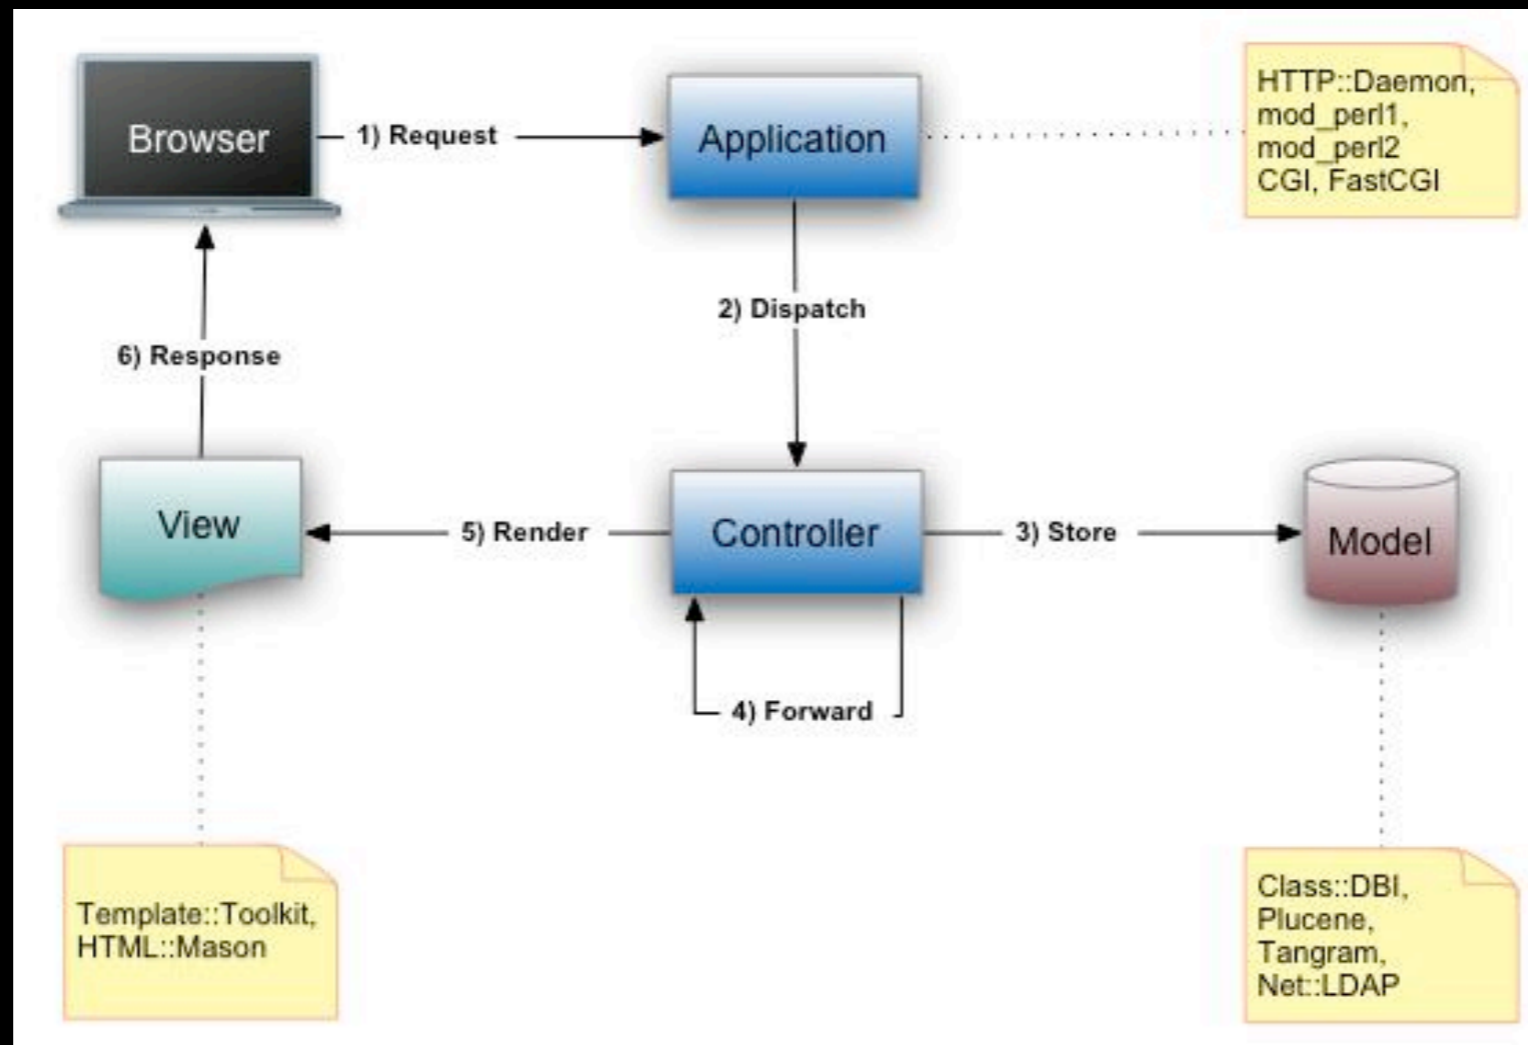 Browser
1) Request
Application
HTTP::Daemon,
mod_perl1,
mod_perl2
CGI, FastCGI
2) Dispatch
6) Response
View
5) Render
Controller
3) Store
Model
4) Forward
Template::Toolkit,
HTML::Mason
Class::DBI,
Plucene,
Tangram,
Net::LDAP